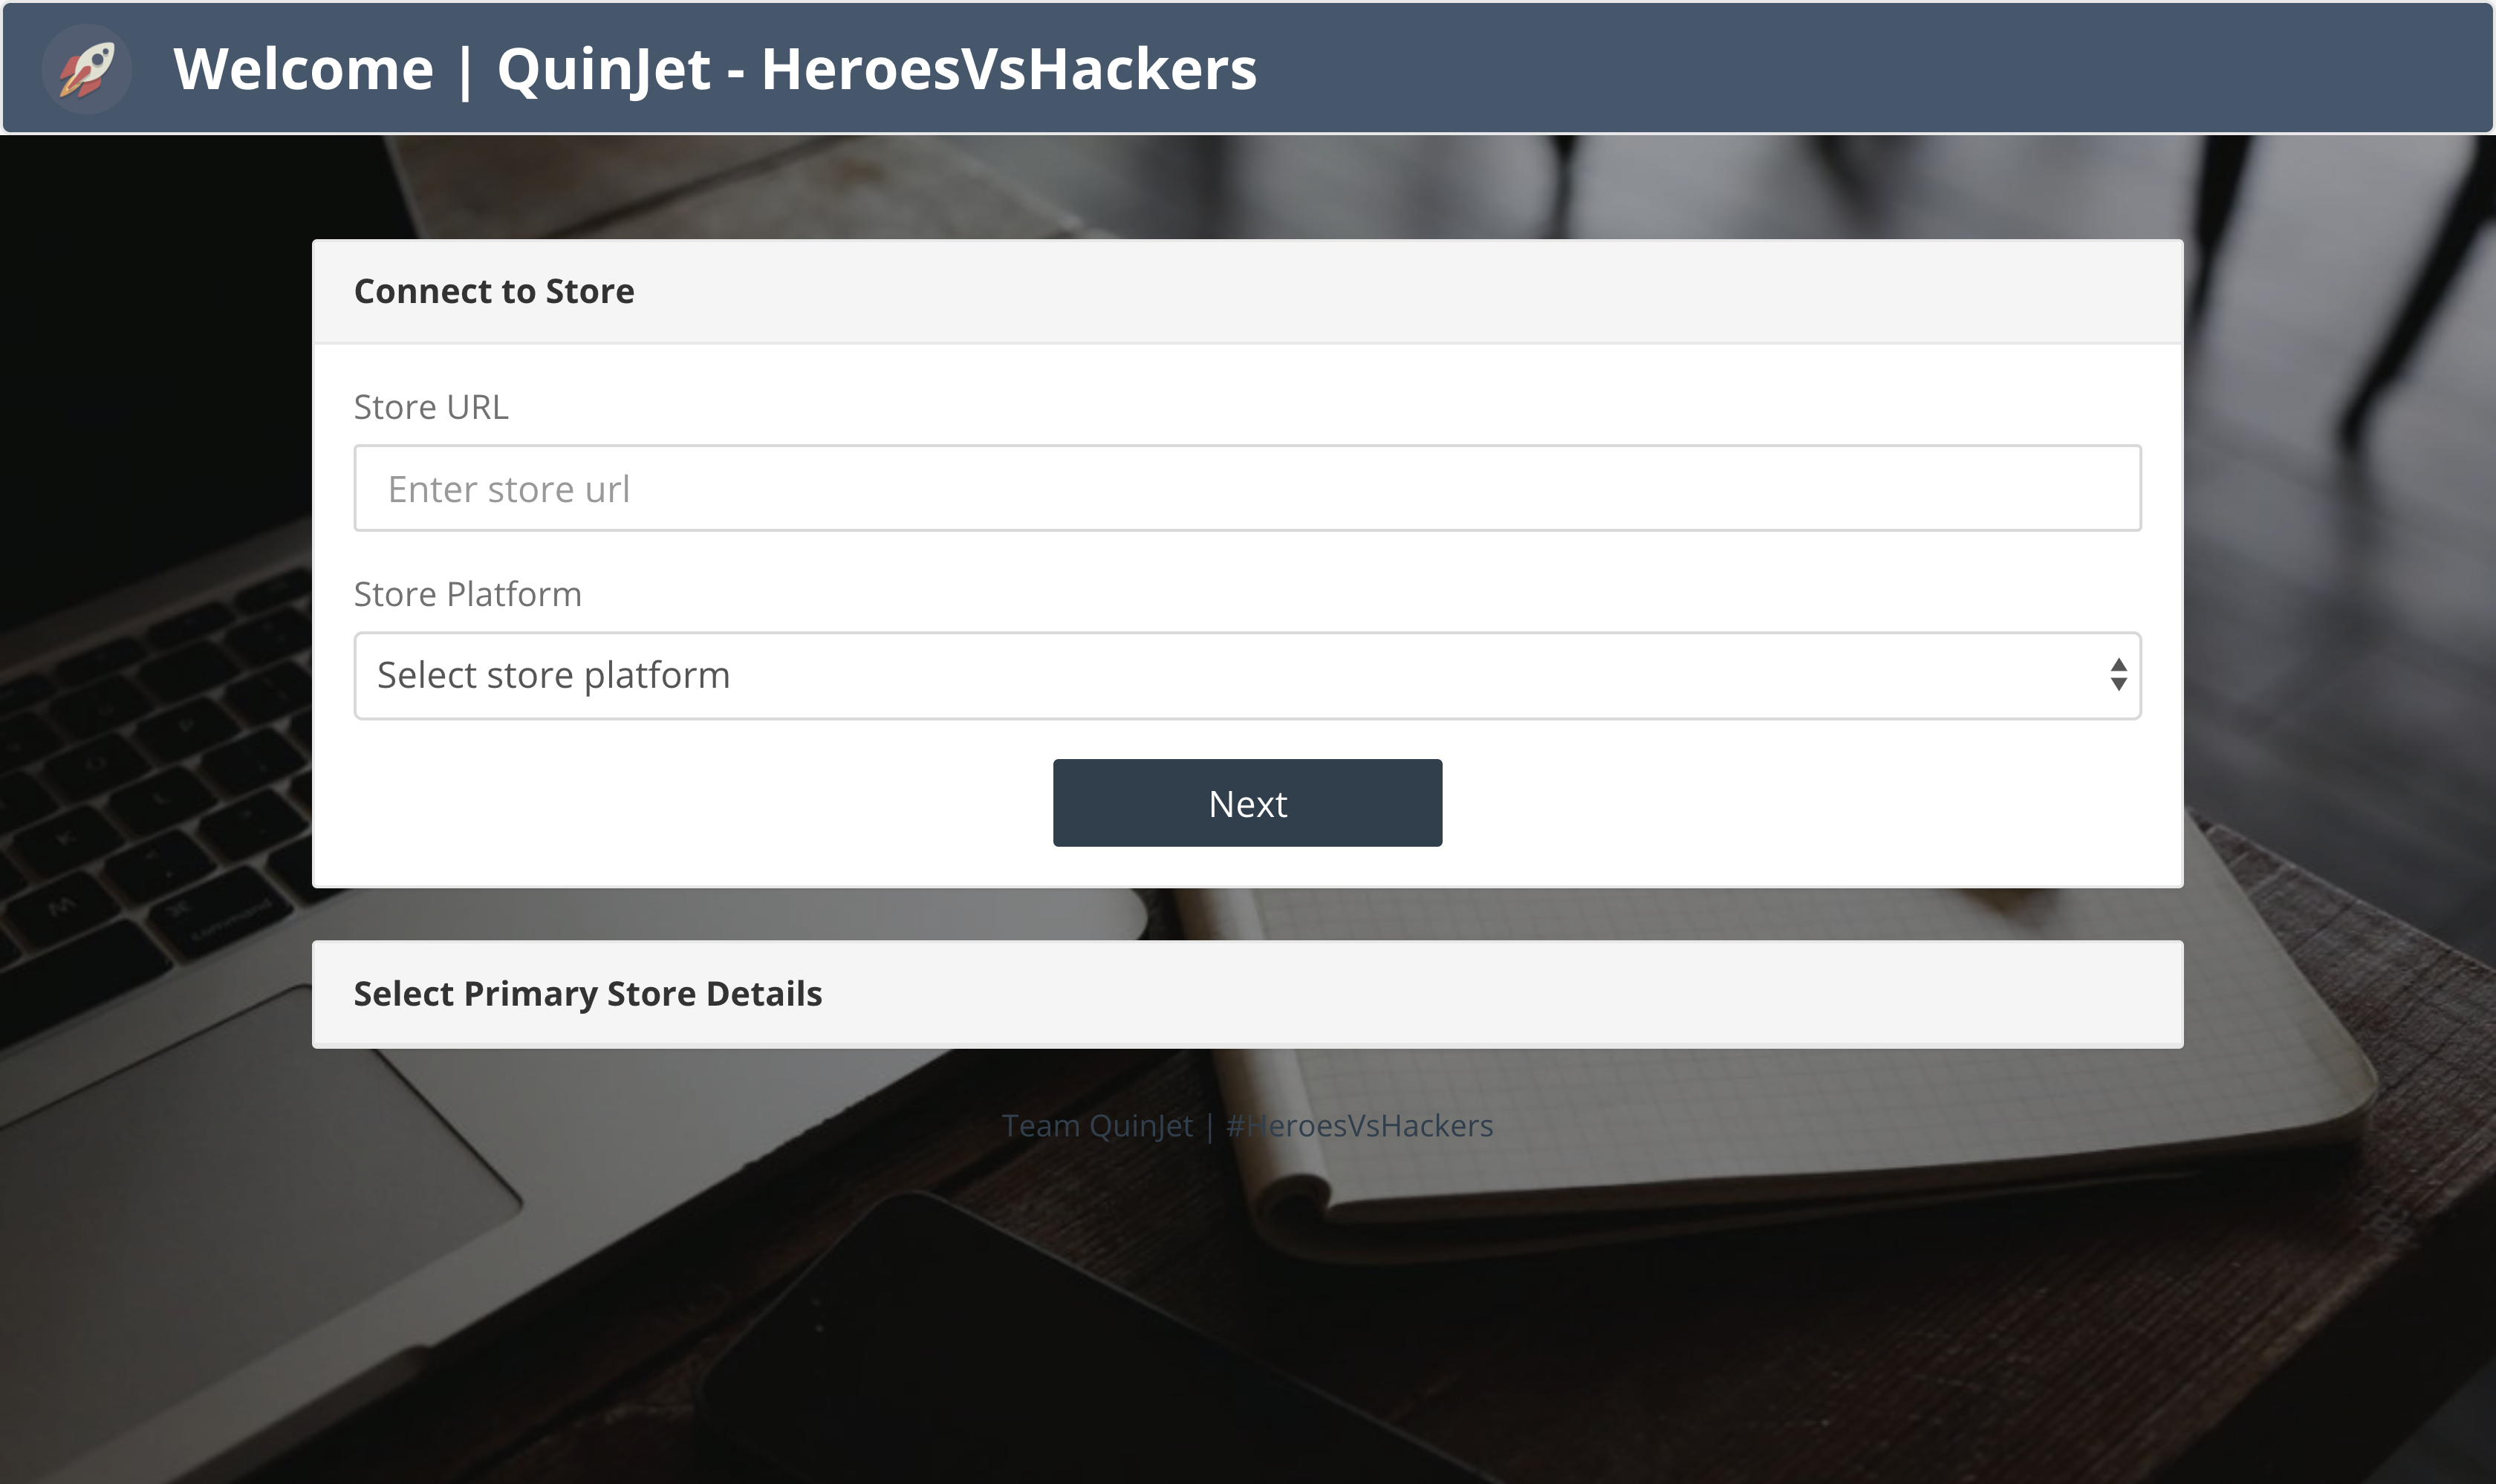 Welcome | QuinJet - HeroesVsHackers
Connect to Store
Store URL
Enter store url
Store Platform
Select store platform
Next
command
Select Primary Store Details
Team QuinJet | #HeroesVsHackers